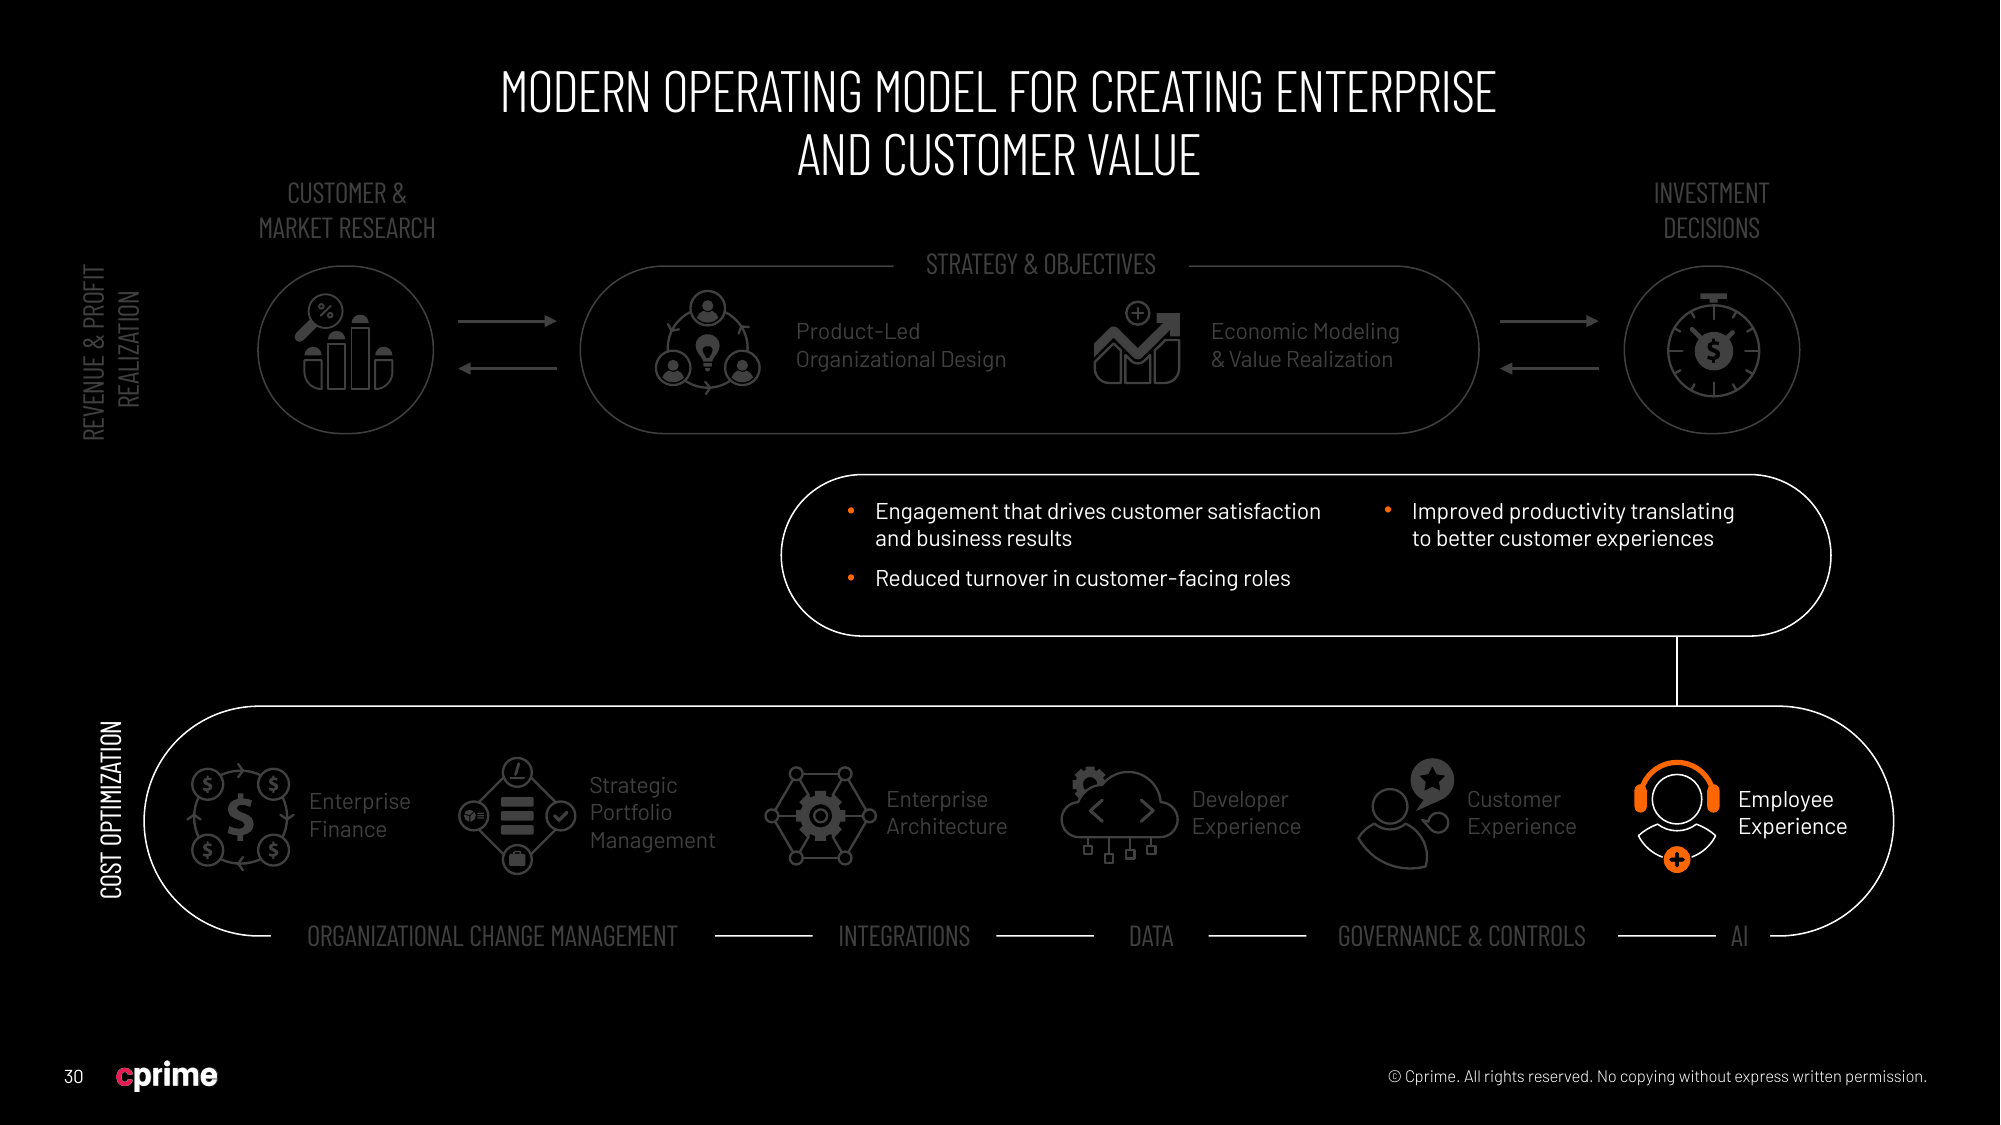 MODERN OPERATING MODEL FOR CREATING ENTERPRISE
AND CUSTOMER VALUE
CUSTOMER &
MARKET RESEARCH
INVESTMENT
DECISIONS
STRATEGY & OBJECTIVES
REVENUE & PROFIT
REALIZATION
Product-Led
Organizational Design
Economic Modeling
& Value Realization
• Engagement that drives customer satisfaction
and business results
• Reduced turnover in customer-facing roles
• Improved productivity translating
to better customer experiences
COST OPTIMIZATION
Enterprise
Finance
Strategic
Portfolio
Management
Enterprise
Architecture
Developer
Experience
Customer
Experience
Employee
Experience
ORGANIZATIONAL CHANGE MANAGEMENT
INTEGRATIONS
DATA
GOVERNANCE & CONTROLS
AI
30
cprime
© Cprime. All rights reserved. No copying without express written permission.